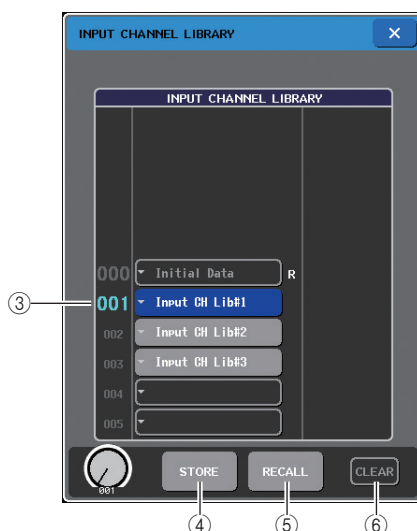 INPUT CHANNEL LIBRARY ×
INPUT CHANNEL LIBRARY
000 Initial Data R
③ 001 Input CH Lib#1
002 Input CH Lib#2
003 Input CH Lib#3
004
005
STORE RECALL CLEAR
001
④ ⑤ ⑥